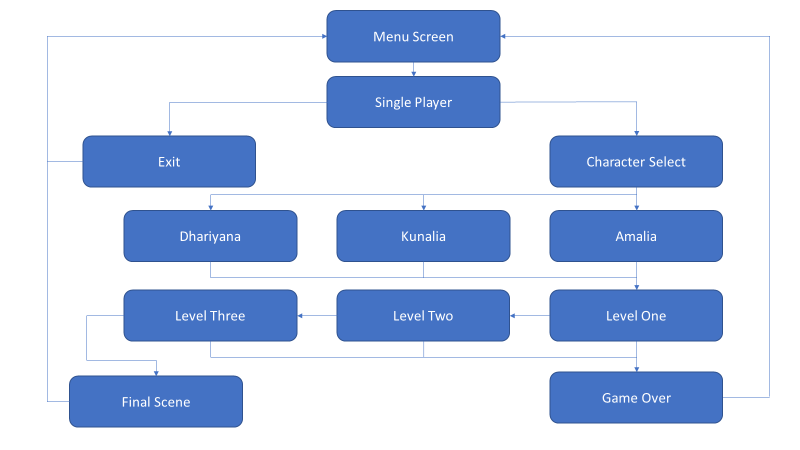 Menu Screen
Single Player
Exit
Character Select
Dhariyana
Kunalia
Amalia
Level Three
Level Two
Level One
Final Scene
Game Over